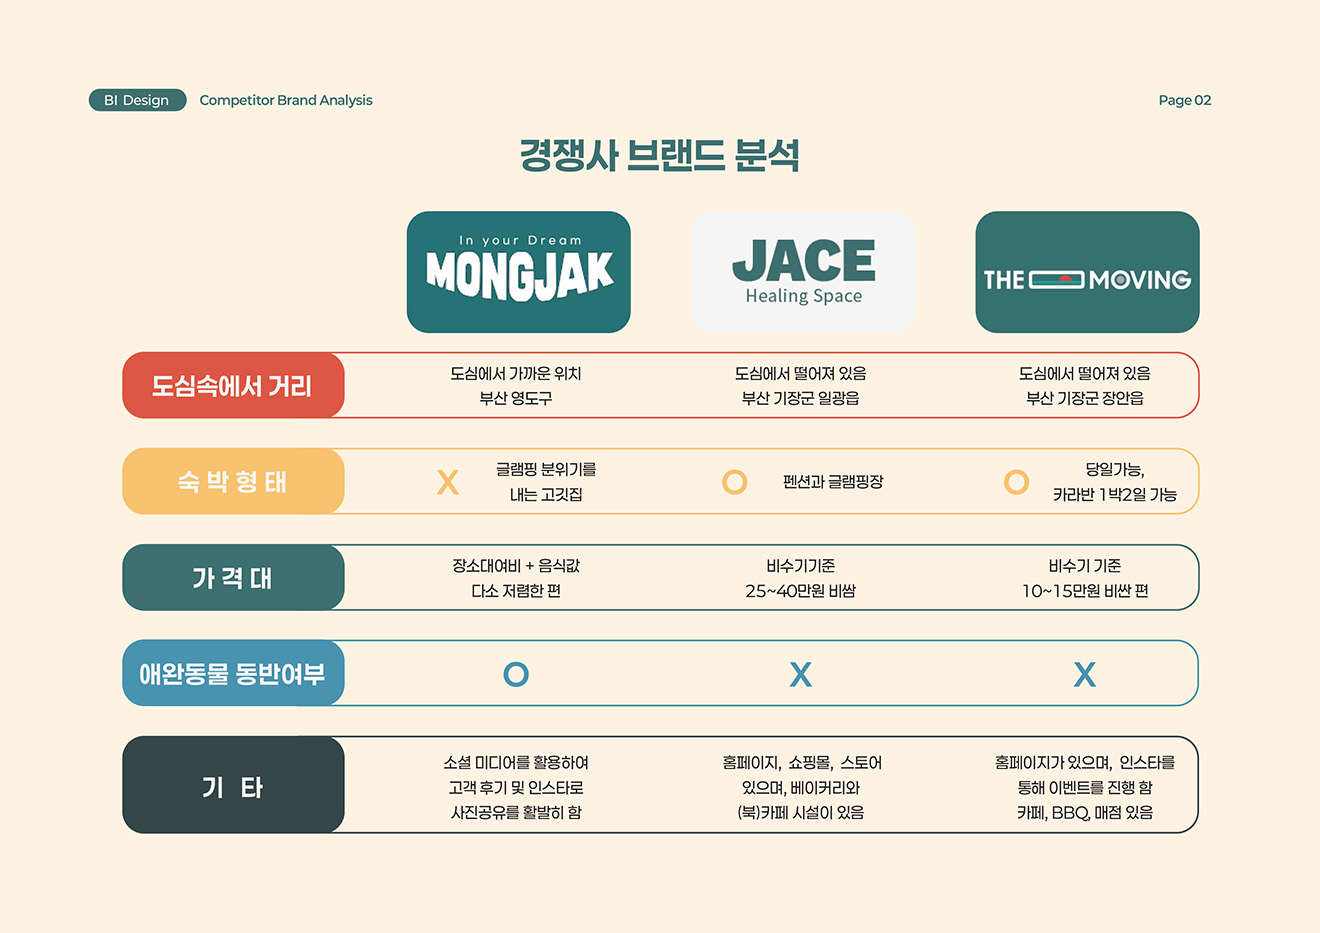 BI Design Competitor Brand Analysis Page 02
경쟁사 브랜드 분석
In your Dream
MONGJAK
JACE
Healing Space
THE MOVING
도심속에서 거리
도심에서 가까운 위치
부산 영도구
도심에서 떨어져 있음
부산 기장군 일광읍
도심에서 떨어져 있음
부산 기장군 장안읍
숙박형태
X
글램핑 분위기를
내는 고깃집
O
펜션과 글램핑장
O
당일가능,
카라반 1박2일 가능
가격대
장소대여비 + 음식값
다소 저렴한 편
비수기기준
25~40만원 비쌈
비수기 기준
10~15만원 비싼 편
애완동물 동반여부
O
X
X
기 타
소셜 미디어를 활용하여
고객 후기 및 인스타로
사진공유를 활발히 함
홈페이지, 쇼핑몰, 스토어
있으며, 베이커리와
(북)카페 시설이 있음
홈페이지가 있으며, 인스타를
통해 이벤트를 진행 함
카페, BBQ, 매점 있음